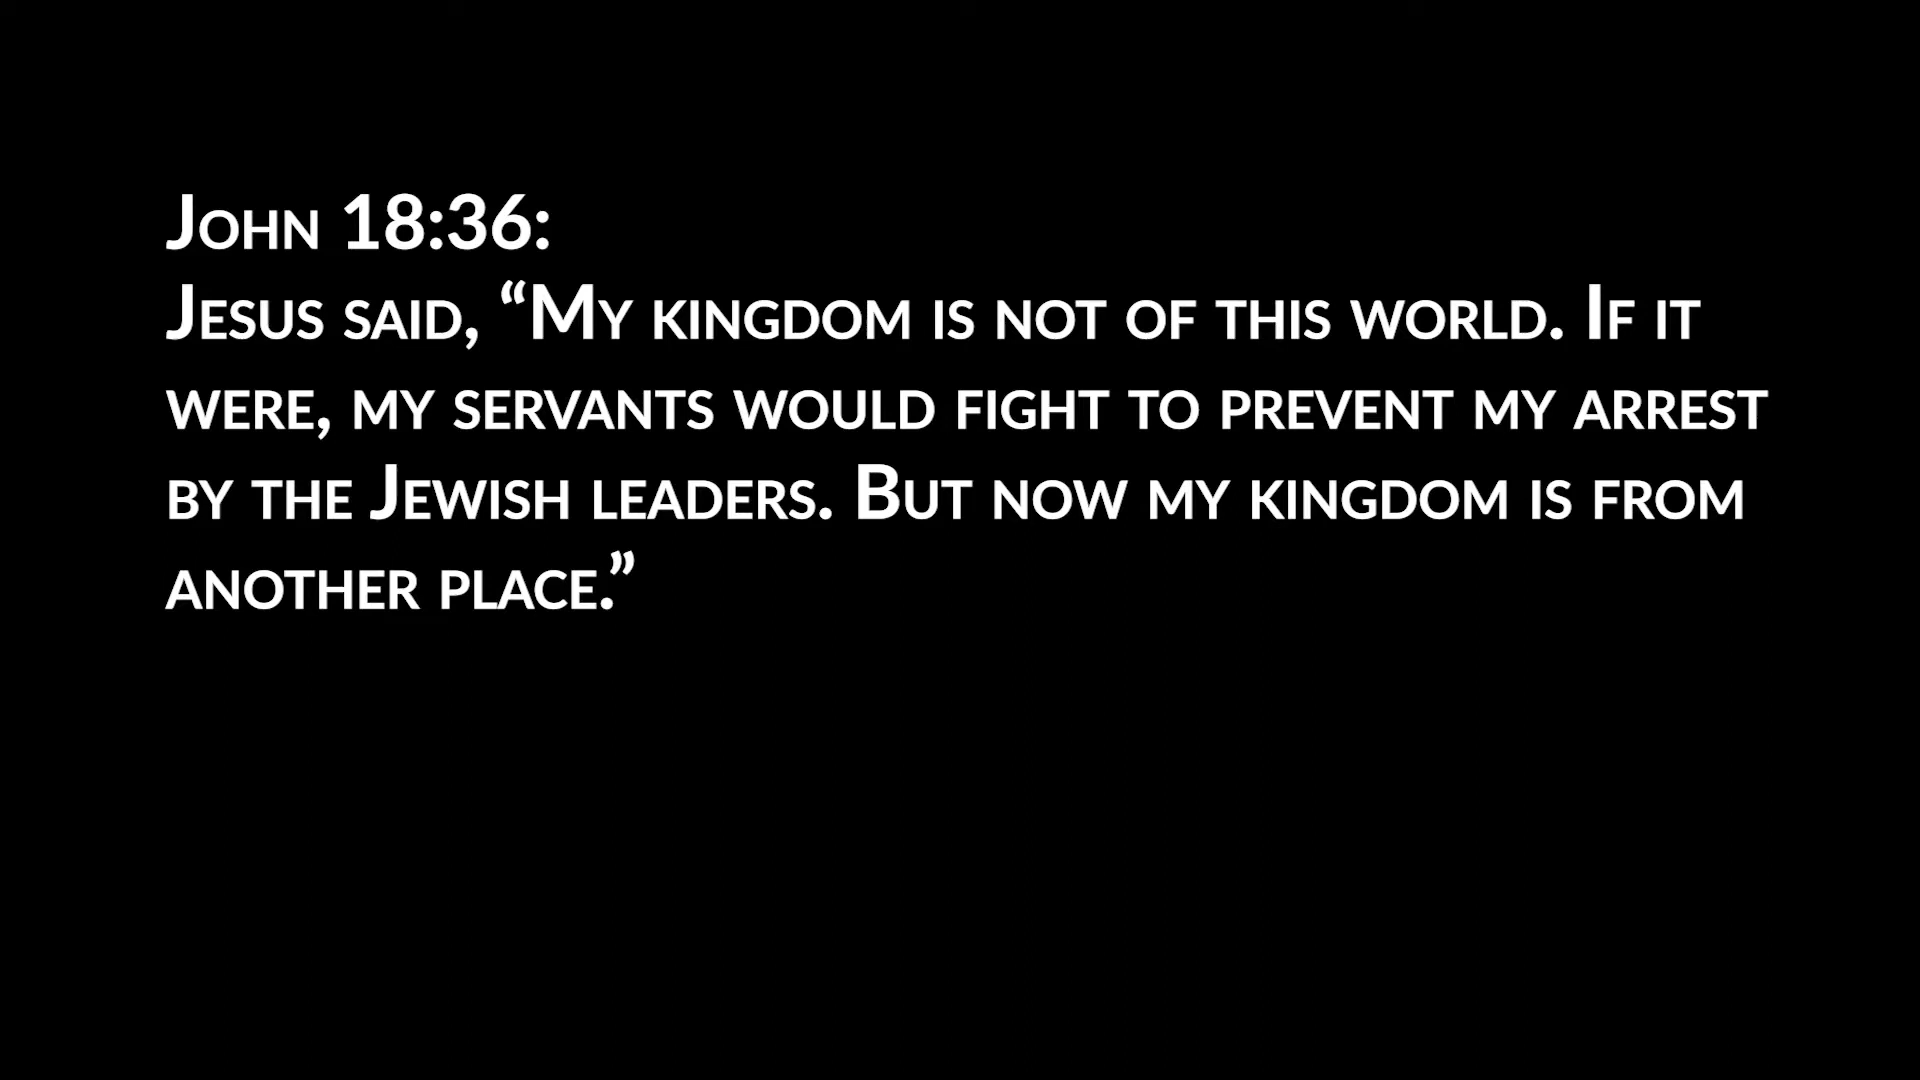 John 18:36:
Jesus said, “My kingdom is not of this world. If it
were, my servants would fight to prevent my arrest
by the Jewish leaders. But now my kingdom is from
another place.”